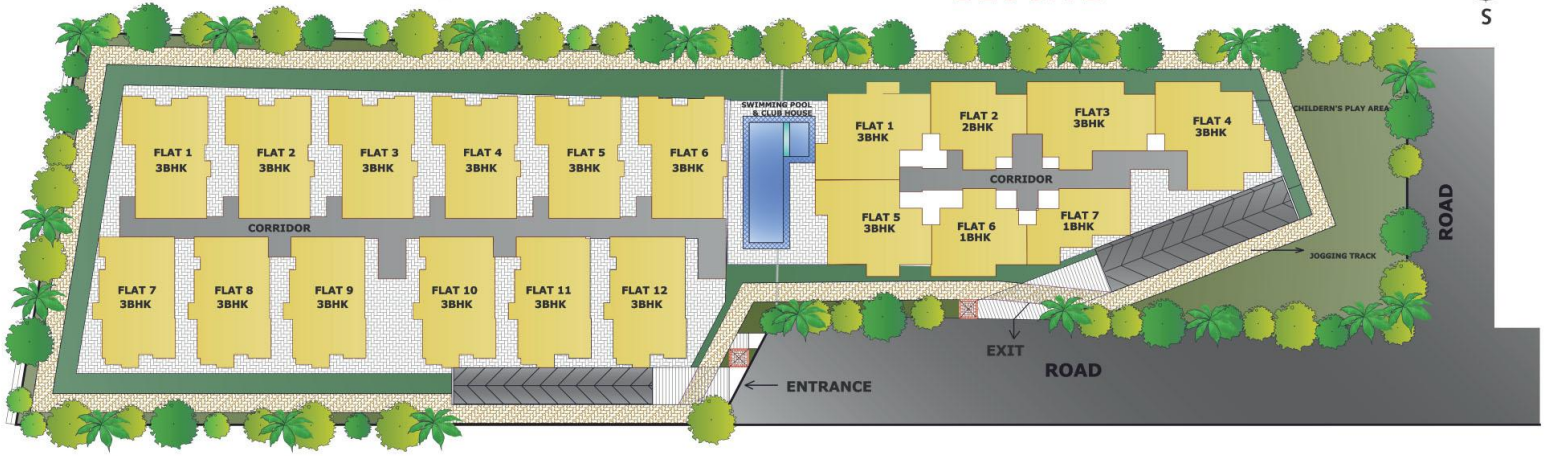 S
SWIMMING POOL
& CLUB HOUSE
CHILDERN'S PLAY AREA
FLAT 1
3BHK
FLAT 2
3BHK
FLAT 3
3BHK
FLAT 4
3BHK
FLAT 5
3BHK
FLAT 6
3BHK
FLAT 1
3BHK
FLAT 2
2BHK
FLAT3
3BHK
FLAT 4
3BHK
CORRIDOR
CORRIDOR
FLAT 5
3BHK
FLAT 6
1BHK
FLAT 7
1BHK
ROAD
JOGGING TRACK
FLAT 7
3BHK
FLAT 8
3BHK
FLAT 9
3BHK
FLAT 10
3BHK
FLAT 11
3BHK
FLAT 12
3BHK
EXIT
ROAD
ENTRANCE